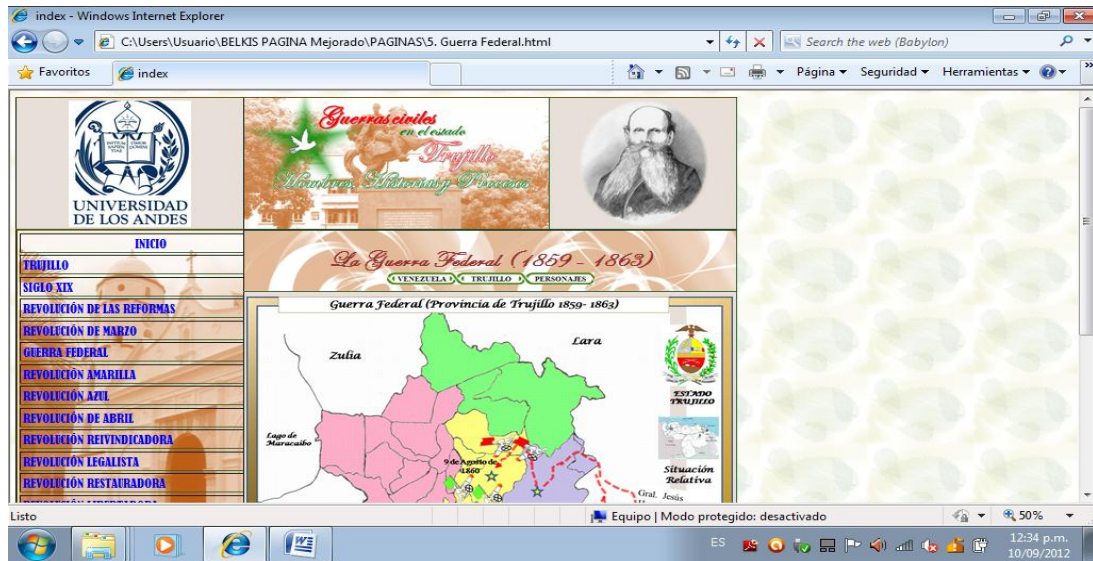 index - Windows Internet Explorer
C:\Users\Usuario\BELKIS PAGINA Mejorado\PAGINAS\5. Guerra Federal.html
Search the web (Babylon)
Favoritos
index
Página
Seguridad
Herramientas
UNIVERSIDAD
DE LOS ANDES
Guerras civiles
en el estado
Trujillo
INICIO
TRUJILLO
SIGLO XIX
REVOLUCIÓN DE LAS REFORMAS
REVOLUCIÓN DE MARZO
GUERRA FEDERAL
REVOLUCIÓN AMARILLA
REVOLUCIÓN AZUL
REVOLUCIÓN DE ABRIL
REVOLUCIÓN REIVINDICADORA
REVOLUCIÓN LEGALISTA
REVOLUCIÓN RESTAURADORA
La Guerra Federal (1859 - 1863)
VENEZUELA
TRUJILLO
PERSONAJES
Guerra Federal (Provincia de Trujillo 1859- 1863)
Zulia
Lara
Lago de
Maracaibo
9 de Agosto de
1860
ESTADO
TRUJILLO
Situación
Relativa
Gral. Jesús
Listo
Equipo | Modo protegido: desactivado
50%
ES
12:34 p.m.
10/09/2012